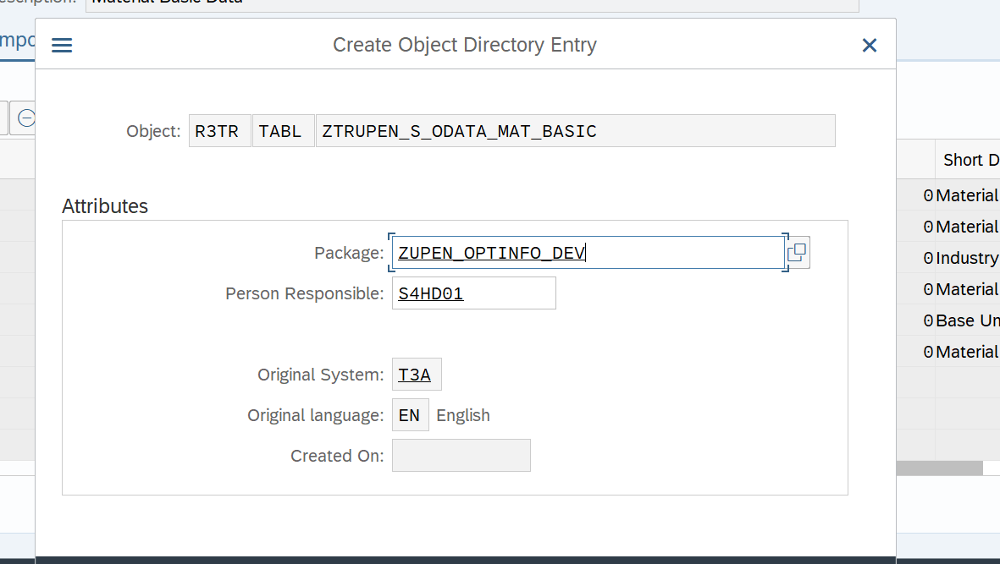 Material Basic Data
Create Object Directory Entry
Object: R3TR TABL ZTRUPEN_S_ODATA_MAT_BASIC
Short D
Attributes
0 Material
Package: ZUPEN_OPTINFO_DEV
0 Material
0 Industry
Person Responsible: S4HD01
0 Material
0 Base Un
0 Material
Original System: T3A
Original language: EN English
Created On: